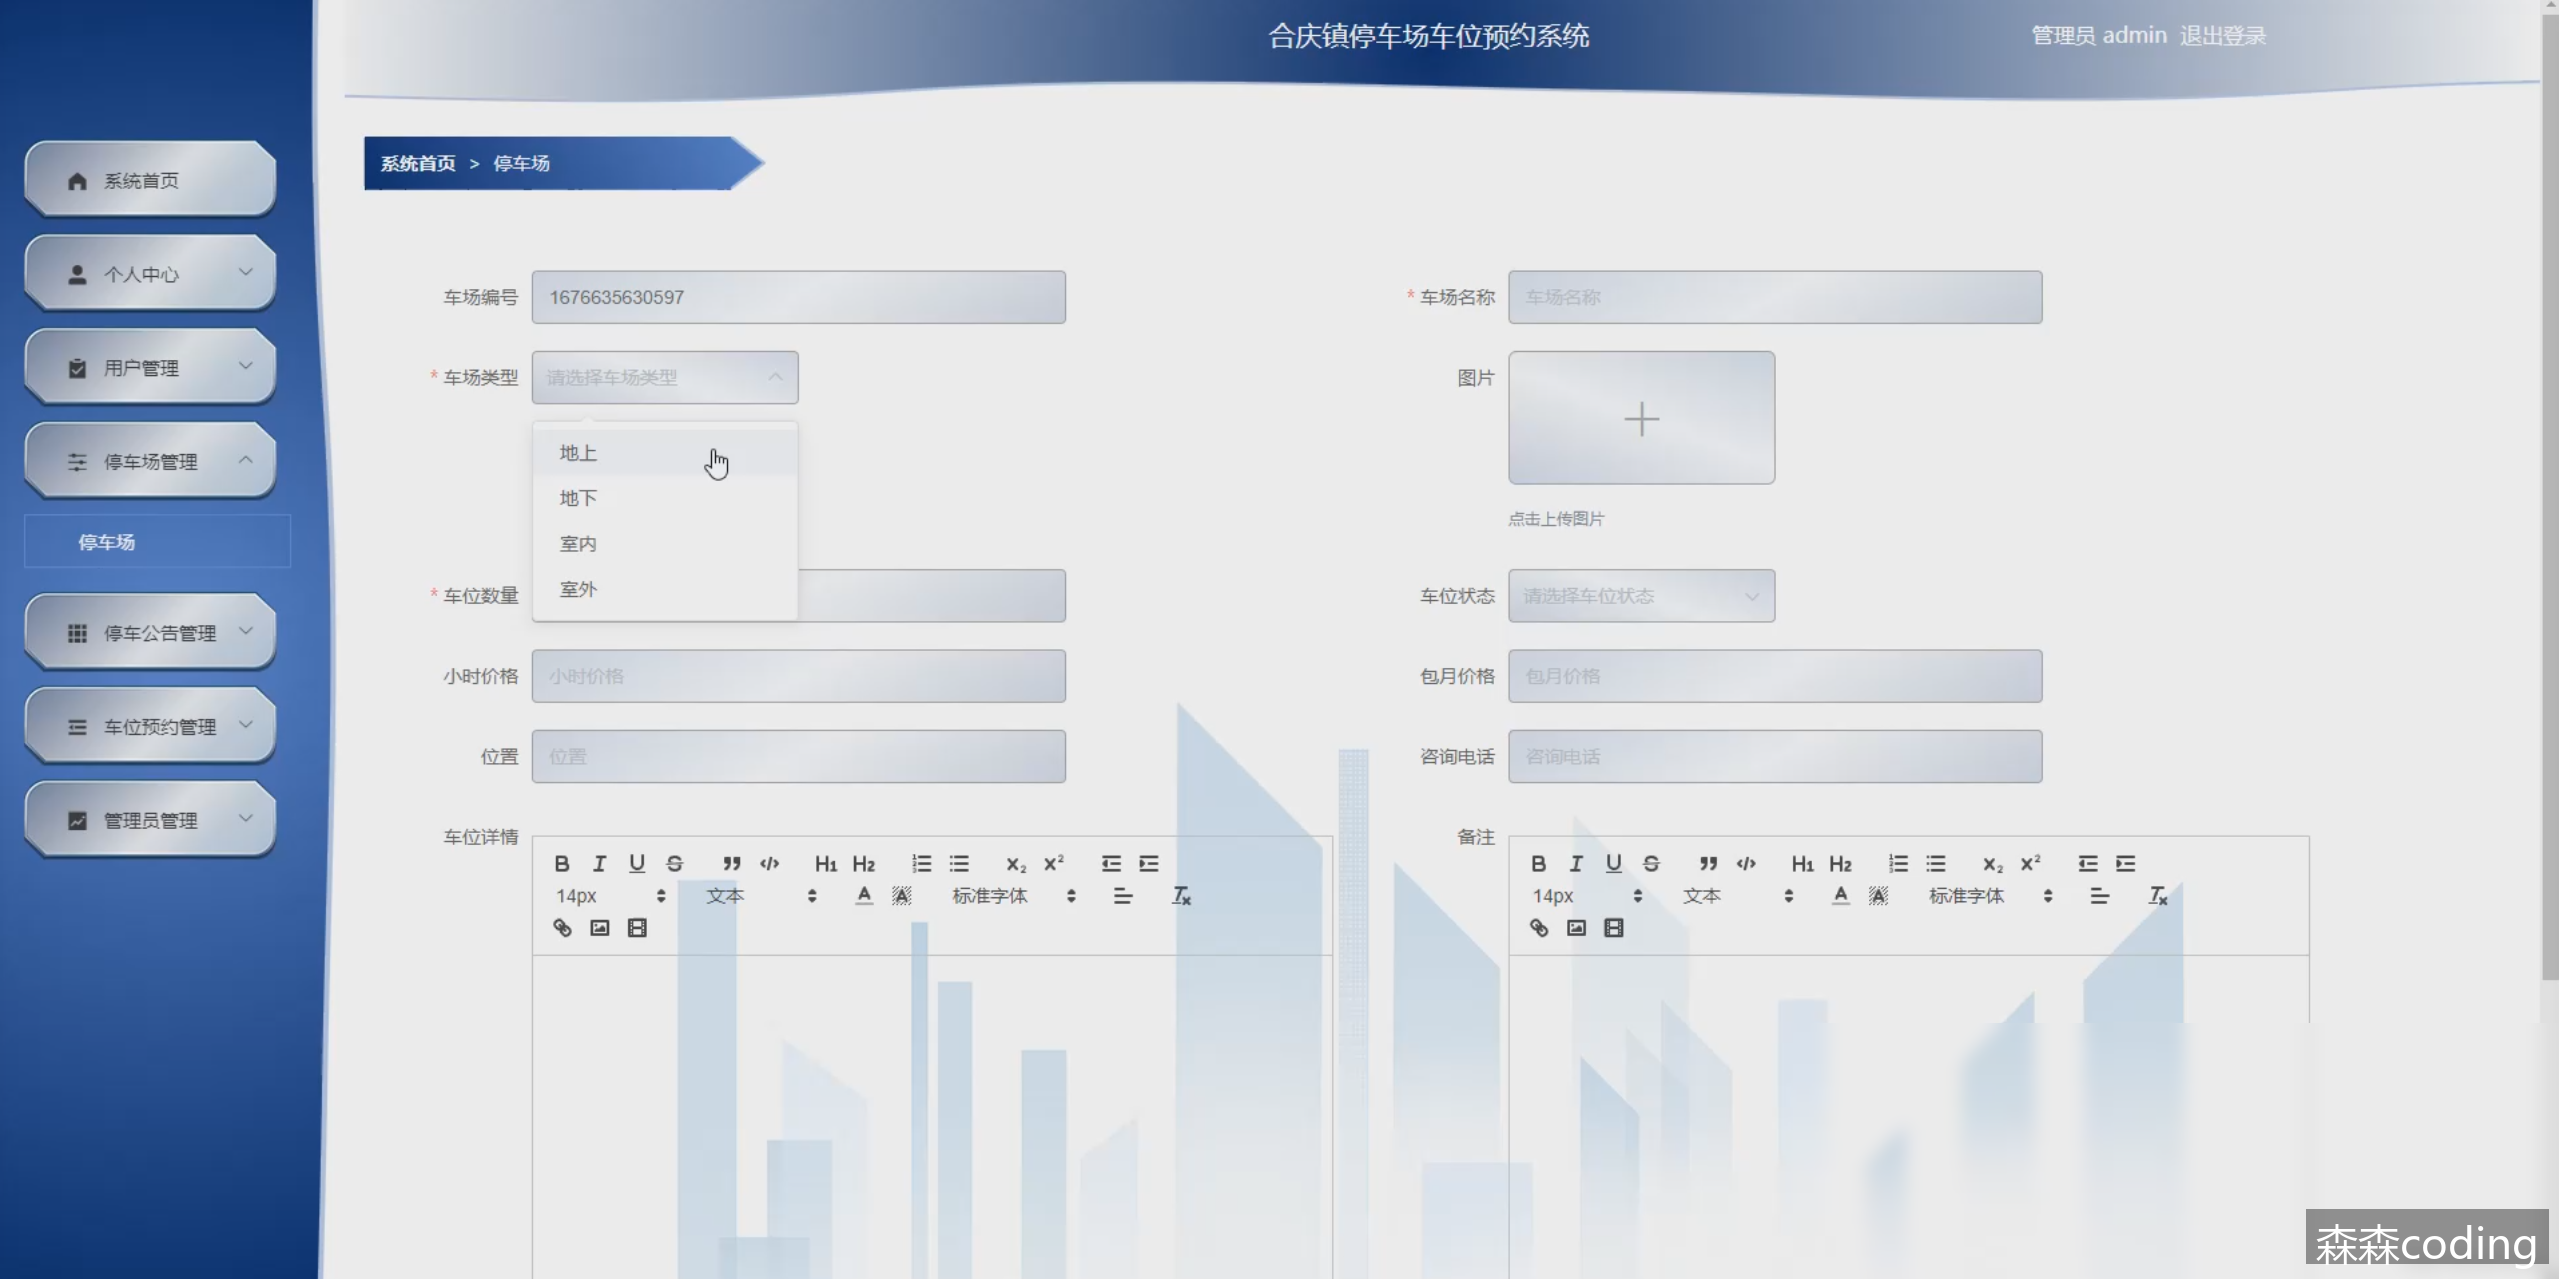 合庆镇停车场车位预约系统
管理员 admin 退出登录
系统首页 > 停车场
系统首页
个人中心
用户管理
停车场管理
停车场
停车公告管理
车位预约管理
管理员管理
车场编号 1676635630597
* 车场名称 车场名称
* 车场类型 请选择车场类型
图片
地上
地下
室内
室外
点击上传图片
* 车位数量
车位状态 请选择车位状态
小时价格 小时价格
包月价格 包月价格
位置 位置
咨询电话 咨询电话
车位详情
B I U S H1 H2 X2 X2
14px 文本 A A 标准字体
备注
B I U S H1 H2 X2 X2
14px 文本 A A 标准字体
森森coding